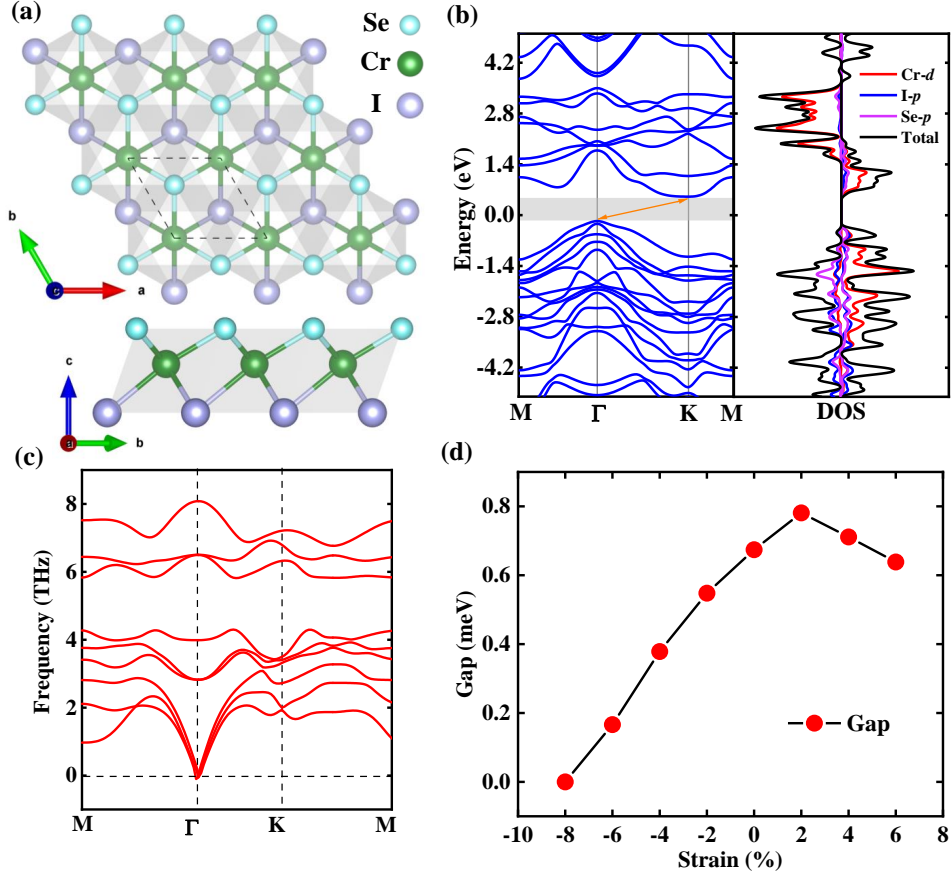 (a)
Se
Cr
I
b
c
a
c
a
b
(b)
Energy (eV)
4.2
2.8
1.4
0.0
-1.4
-2.8
-4.2
M Γ K M
Cr-d
I-p
Se-p
Total
DOS
(c)
Frequency (THz)
8
6
4
2
0
M Γ K M
(d)
Gap (meV)
0.8
0.6
0.4
0.2
0.0
Gap
-10 -8 -6 -4 -2 0 2 4 6 8
Strain (%)